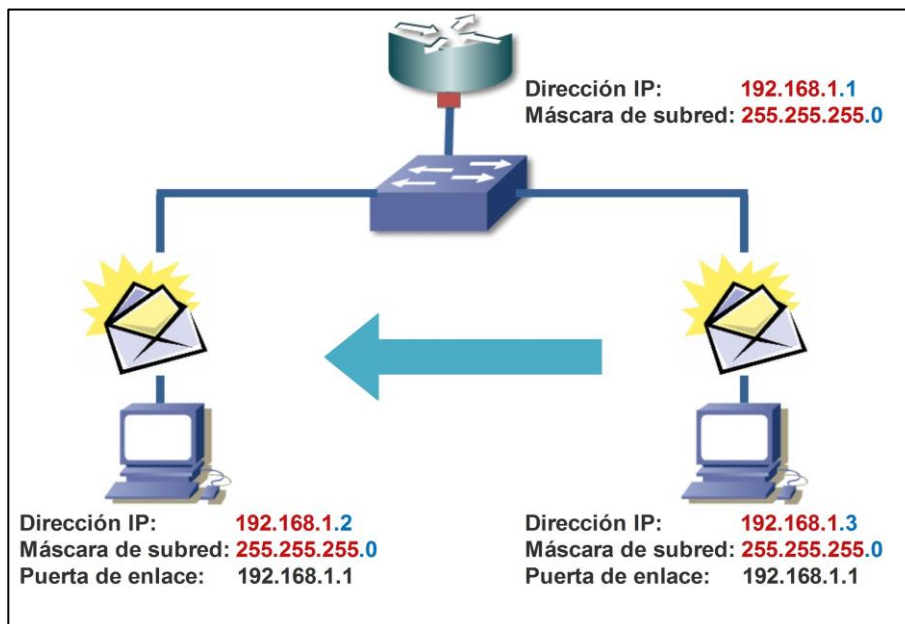 Dirección IP: 192.168.1.1
Máscara de subred: 255.255.255.0
Dirección IP: 192.168.1.2
Máscara de subred: 255.255.255.0
Puerta de enlace: 192.168.1.1
Dirección IP: 192.168.1.3
Máscara de subred: 255.255.255.0
Puerta de enlace: 192.168.1.1